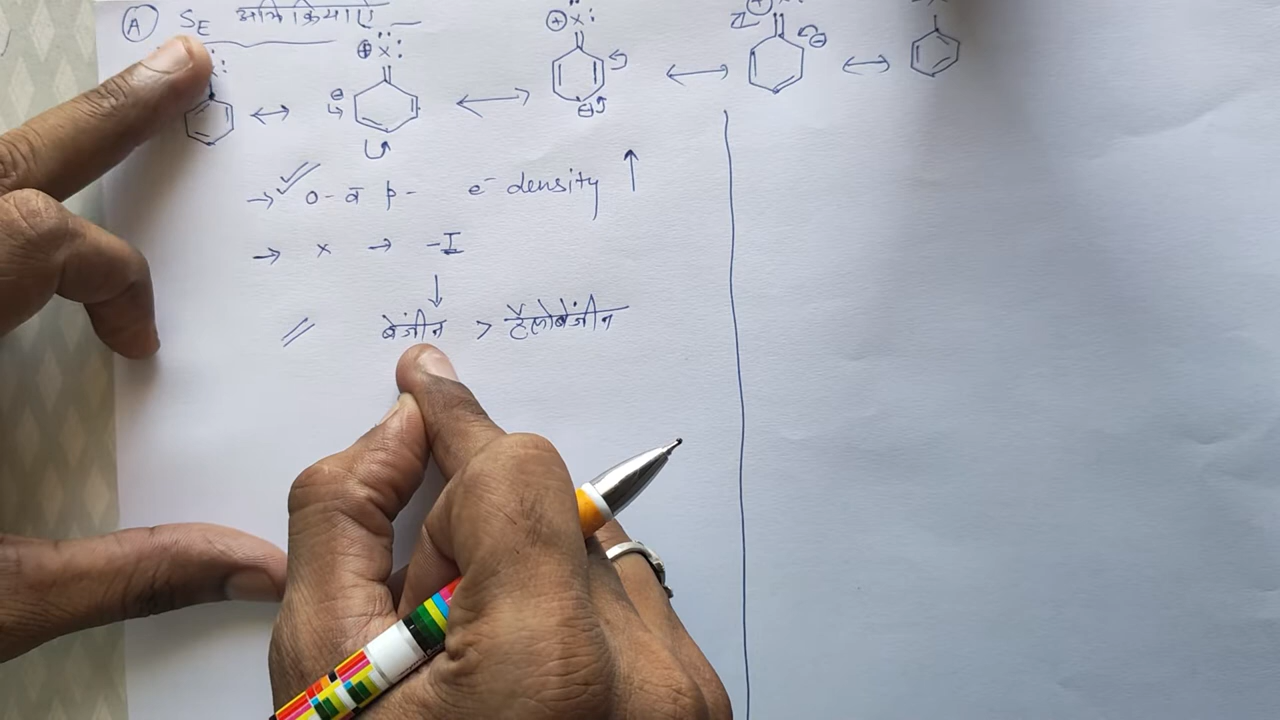 (A) SE अभिक्रियाएं
→ o- व p- e⁻ density ↑
→ x → -I
↓
// बेंजीन > हैलोबेंजीन